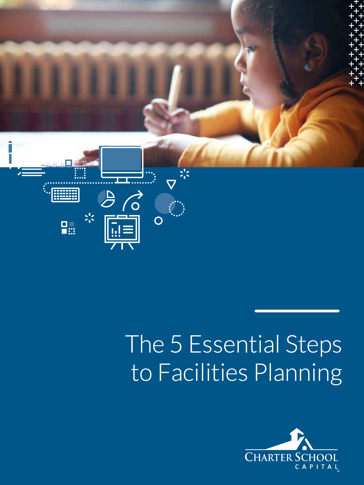 The 5 Essential Steps
to Facilities Planning
CHARTER SCHOOL
CAPITAL